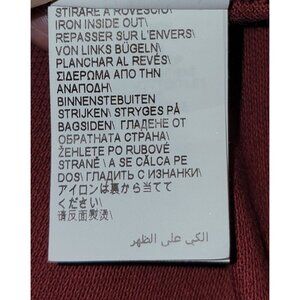 STIRARE A ROVESCIO\
IRON INSIDE OUT\
REPASSER SUR L'ENVERS\
VON LINKS BÜGELN\
PLANCHAR AL REVÉS\
ΣΙΔΕΡΩΜΑ ΑΠΟ ΤΗΝ
ΑΝΑΠΟΔΗ\
BINNENSTEBUITEN
STRIJKEN\ STRYGES PÅ
BAGSIDEN\ ГЛАДЕНЕ ОТ
ОБРАТНАТА СТРАНА\
ŽEHLETE PO RUBOVÉ
STRANĚ \ A SE CĂLCA PE
DOS\ ГЛАДИТЬ С ИЗНАНКИ\
アイロンは裏から当てて
ください\
请反面熨烫\
الكي على الظهر